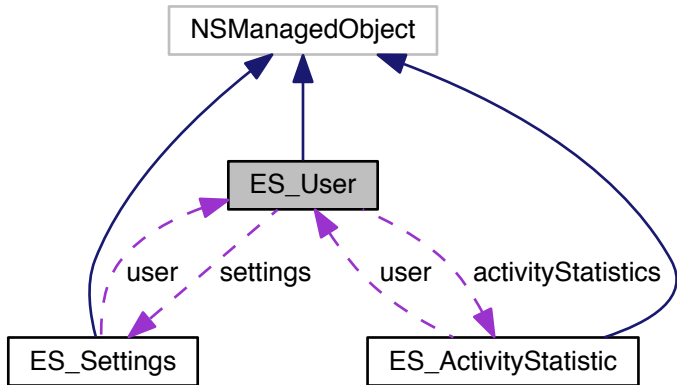 NSManagedObject
ES_User
user
settings
user
activityStatistics
ES_Settings
ES_ActivityStatistic